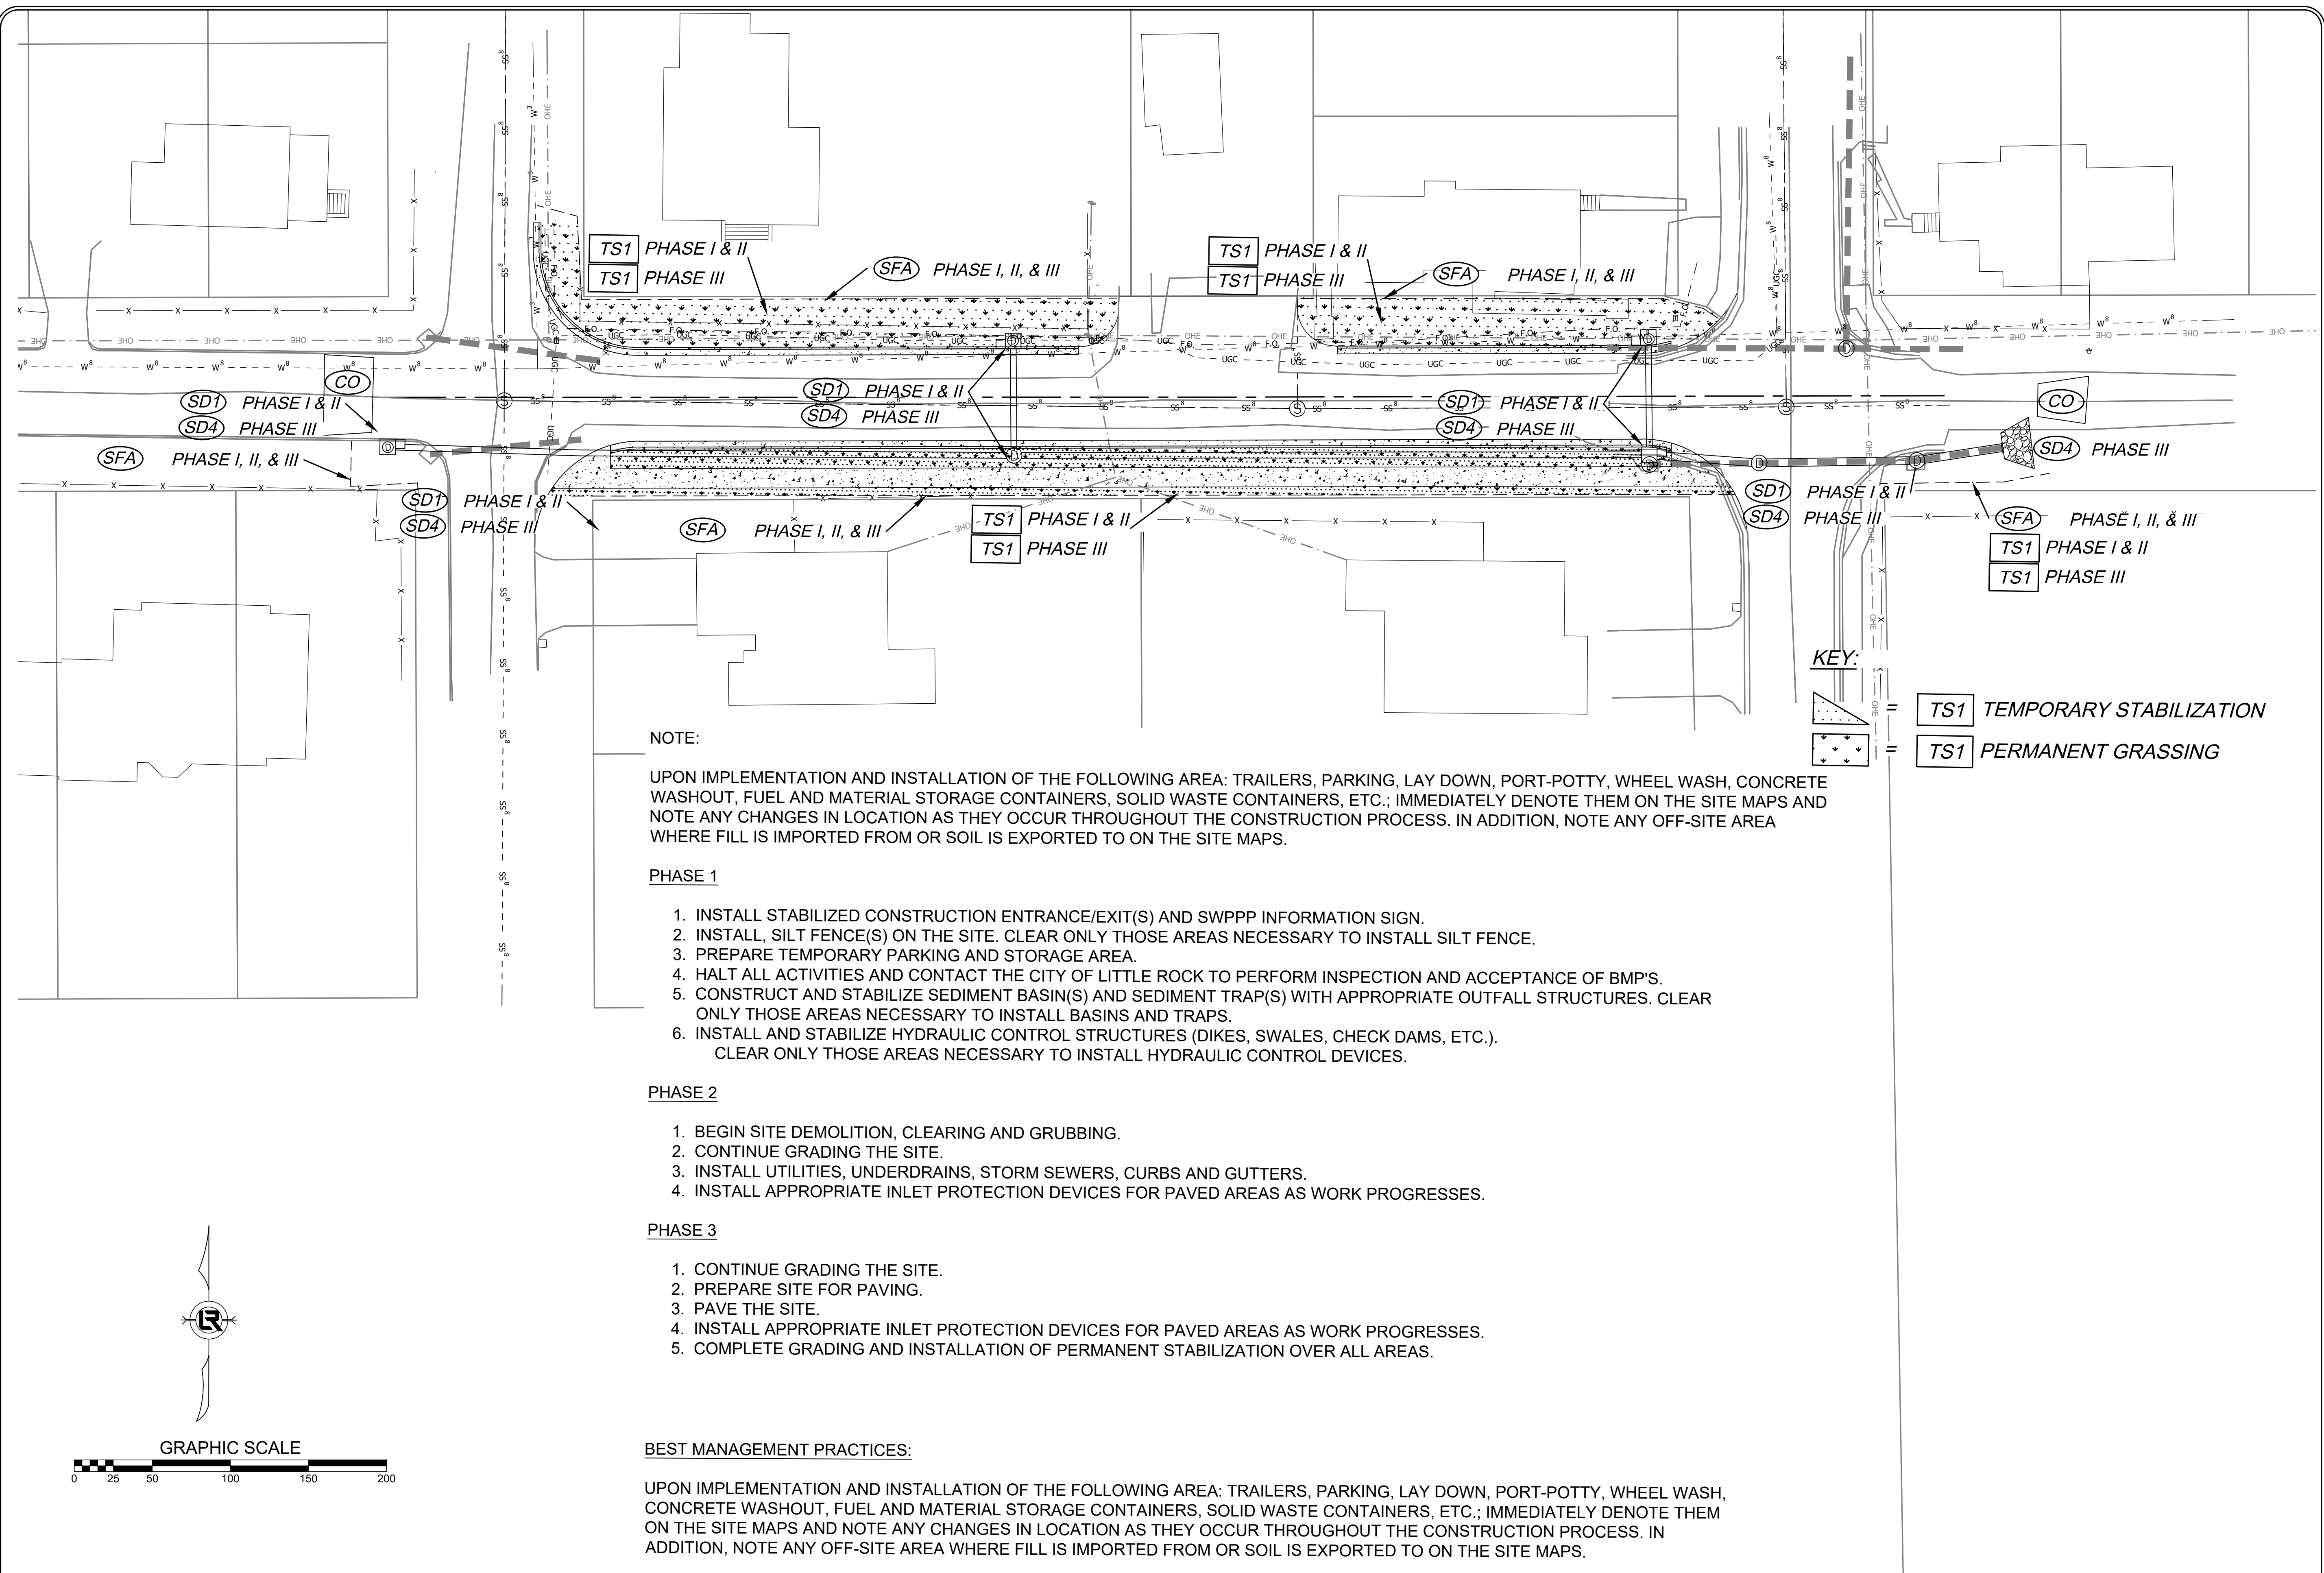 TS1 PHASE I & II
TS1 PHASE III
SFA PHASE I, II, & III
TS1 PHASE I & II
TS1 PHASE III
SFA PHASE I, II, & III
CO
SD1 PHASE I & II
SD4 PHASE III
SFA PHASE I, II, & III
SD1 PHASE I & II
SD4 PHASE III
SD1 PHASE I & II
SD4 PHASE III
CO
SD4 PHASE III
SD1 PHASE I & II
SD4 PHASE III
SFA PHASE I, II, & III
TS1 PHASE I & II
TS1 PHASE III
SD1 PHASE I & II
SD4 PHASE III
SFA PHASE I, II, & III
TS1 PHASE I & II
TS1 PHASE III
KEY:
= TS1 TEMPORARY STABILIZATION
= TS1 PERMANENT GRASSING
NOTE:
UPON IMPLEMENTATION AND INSTALLATION OF THE FOLLOWING AREA: TRAILERS, PARKING, LAY DOWN, PORT-POTTY, WHEEL WASH, CONCRETE
WASHOUT, FUEL AND MATERIAL STORAGE CONTAINERS, SOLID WASTE CONTAINERS, ETC.; IMMEDIATELY DENOTE THEM ON THE SITE MAPS AND
NOTE ANY CHANGES IN LOCATION AS THEY OCCUR THROUGHOUT THE CONSTRUCTION PROCESS. IN ADDITION, NOTE ANY OFF-SITE AREA
WHERE FILL IS IMPORTED FROM OR SOIL IS EXPORTED TO ON THE SITE MAPS.
PHASE 1
1. INSTALL STABILIZED CONSTRUCTION ENTRANCE/EXIT(S) AND SWPPP INFORMATION SIGN.
2. INSTALL, SILT FENCE(S) ON THE SITE. CLEAR ONLY THOSE AREAS NECESSARY TO INSTALL SILT FENCE.
3. PREPARE TEMPORARY PARKING AND STORAGE AREA.
4. HALT ALL ACTIVITIES AND CONTACT THE CITY OF LITTLE ROCK TO PERFORM INSPECTION AND ACCEPTANCE OF BMP'S.
5. CONSTRUCT AND STABILIZE SEDIMENT BASIN(S) AND SEDIMENT TRAP(S) WITH APPROPRIATE OUTFALL STRUCTURES. CLEAR
ONLY THOSE AREAS NECESSARY TO INSTALL BASINS AND TRAPS.
6. INSTALL AND STABILIZE HYDRAULIC CONTROL STRUCTURES (DIKES, SWALES, CHECK DAMS, ETC.).
CLEAR ONLY THOSE AREAS NECESSARY TO INSTALL HYDRAULIC CONTROL DEVICES.
PHASE 2
1. BEGIN SITE DEMOLITION, CLEARING AND GRUBBING.
2. CONTINUE GRADING THE SITE.
3. INSTALL UTILITIES, UNDERDRAINS, STORM SEWERS, CURBS AND GUTTERS.
4. INSTALL APPROPRIATE INLET PROTECTION DEVICES FOR PAVED AREAS AS WORK PROGRESSES.
PHASE 3
1. CONTINUE GRADING THE SITE.
2. PREPARE SITE FOR PAVING.
3. PAVE THE SITE.
4. INSTALL APPROPRIATE INLET PROTECTION DEVICES FOR PAVED AREAS AS WORK PROGRESSES.
5. COMPLETE GRADING AND INSTALLATION OF PERMANENT STABILIZATION OVER ALL AREAS.
GRAPHIC SCALE
0 25 50 100 150 200
BEST MANAGEMENT PRACTICES:
UPON IMPLEMENTATION AND INSTALLATION OF THE FOLLOWING AREA: TRAILERS, PARKING, LAY DOWN, PORT-POTTY, WHEEL WASH,
CONCRETE WASHOUT, FUEL AND MATERIAL STORAGE CONTAINERS, SOLID WASTE CONTAINERS, ETC.; IMMEDIATELY DENOTE THEM
ON THE SITE MAPS AND NOTE ANY CHANGES IN LOCATION AS THEY OCCUR THROUGHOUT THE CONSTRUCTION PROCESS. IN
ADDITION, NOTE ANY OFF-SITE AREA WHERE FILL IS IMPORTED FROM OR SOIL IS EXPORTED TO ON THE SITE MAPS.